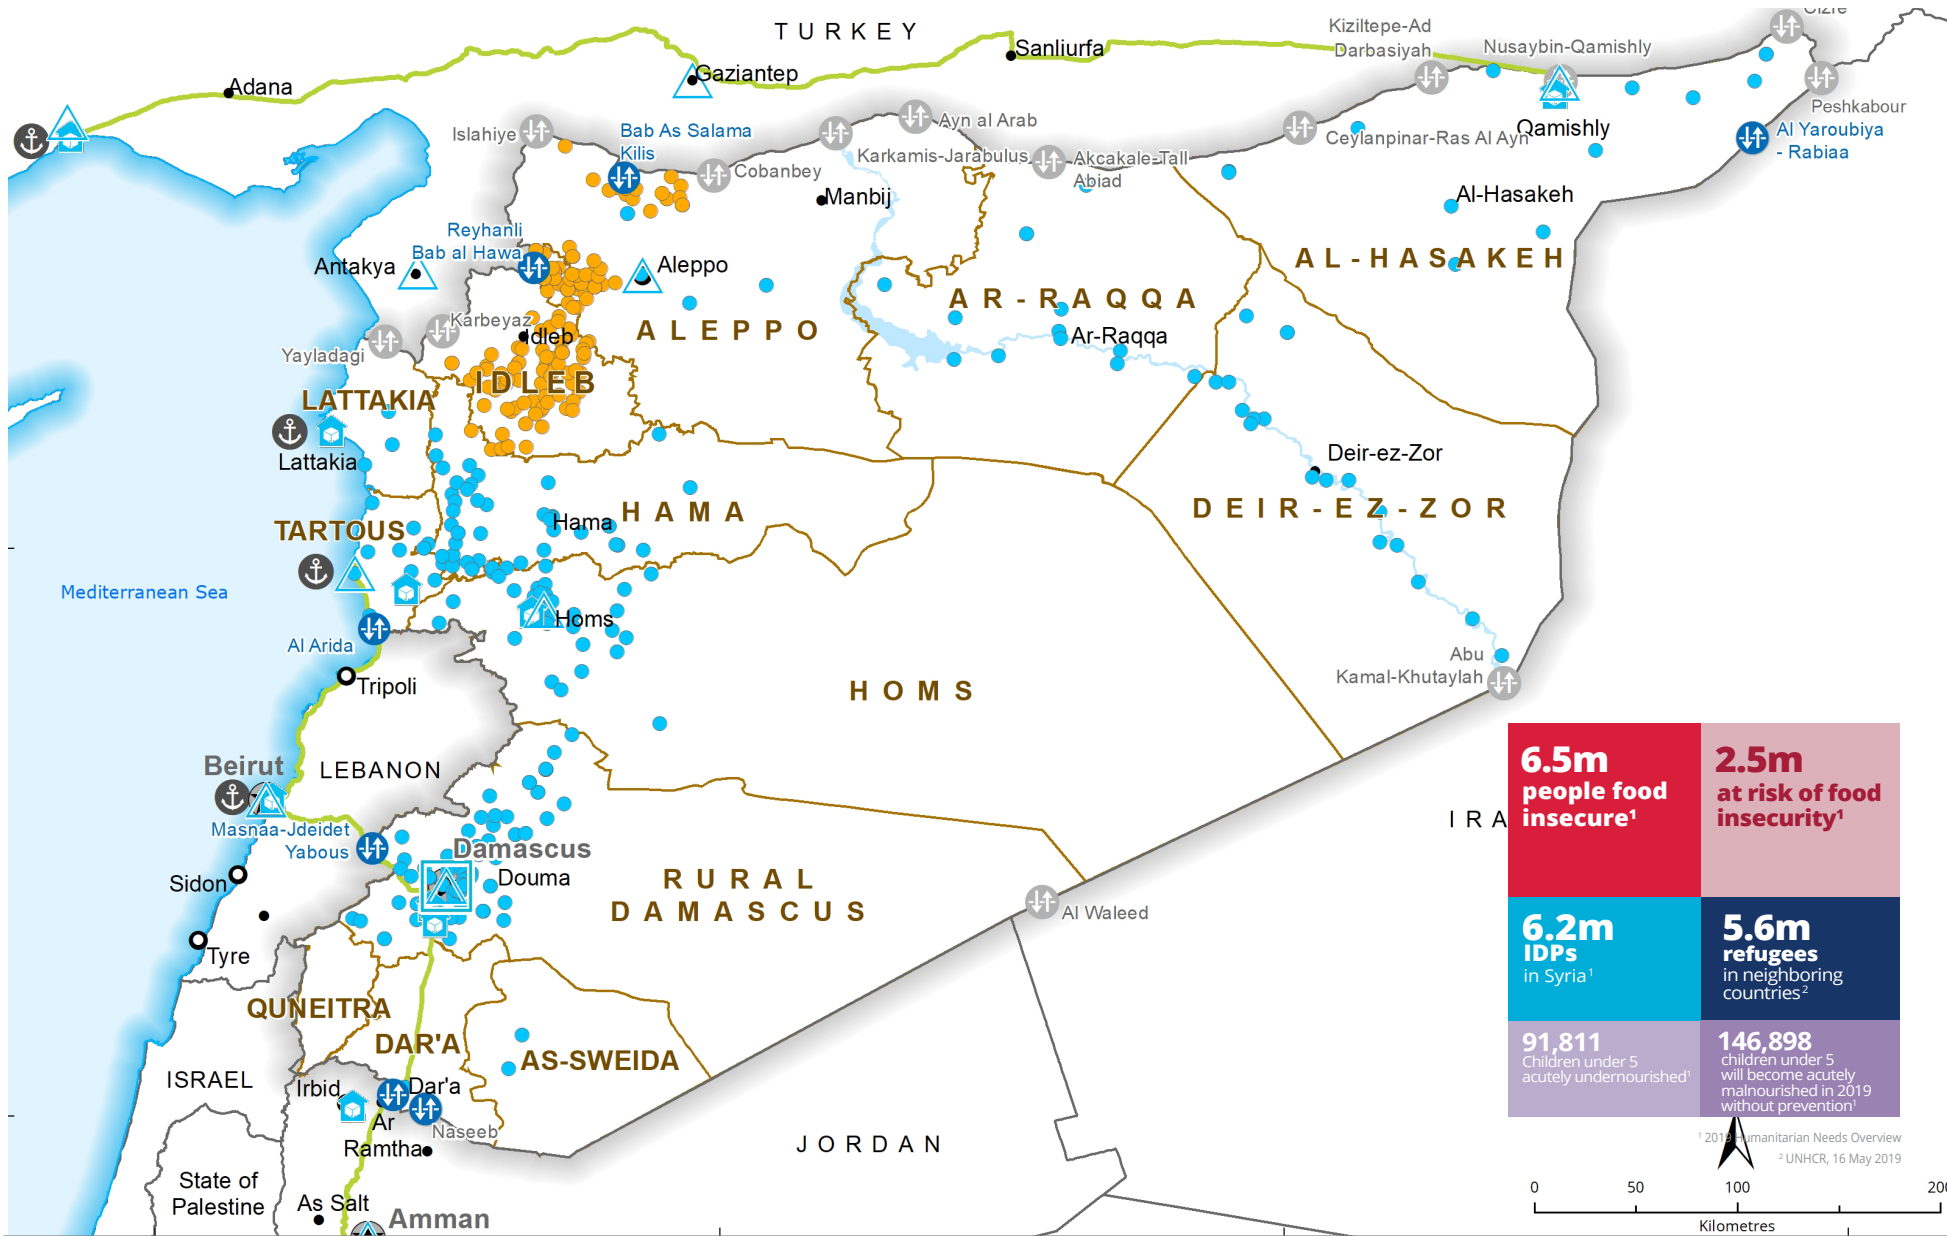 TURKEY
Kiziltepe-Ad
Darbasiyah
Nusaybin-Qamishly
Cizre
Sanliurfa
Gaziantep
Adana
Peshkabour
Islahiye
Bab As Salama
Kilis
Ayn al Arab
Qamishly
Al Yaroubiya
- Rabiaa
Ceylanpinar-Ras Al Ayn
Cobanbey
Karkamis-Jarabulus
Akcakale-Tall
Abiad
Manbij
Al-Hasakeh
Reyhanli
Bab al Hawa
Antakya
Aleppo
AL-HASAKEH
AR-RAQQA
Karbeyaz
Idleb
ALEPPO
Ar-Raqqa
Yayladagi
IDLEB
LATTAKIA
Lattakia
Deir-ez-Zor
DEIR-EZ-ZOR
HAMA
Hama
TARTOUS
Mediterranean Sea
Homs
Al Arida
Abu
Kamal-Khutaylah
Tripoli
HOMS
Beirut
LEBANON
Masnaa-Jdeidet
Yabous
Damascus
Douma
Sidon
RURAL
DAMASCUS
Al Waleed
Tyre
QUNEITRA
DAR'A
AS-SWEIDA
ISRAEL
Irbid
Dar'a
Ar
Ramtha
Naseeb
JORDAN
State of
Palestine
As Salt
Amman
IRA
6.5m
people food
insecure¹
2.5m
at risk of food
insecurity¹
6.2m
IDPs
in Syria¹
5.6m
refugees
in neighboring
countries²
91,811
Children under 5
acutely undernourished¹
146,898
children under 5
will become acutely
malnourished in 2019
without prevention¹
¹ 2019 Humanitarian Needs Overview
² UNHCR, 16 May 2019
0 50 100 200
Kilometres